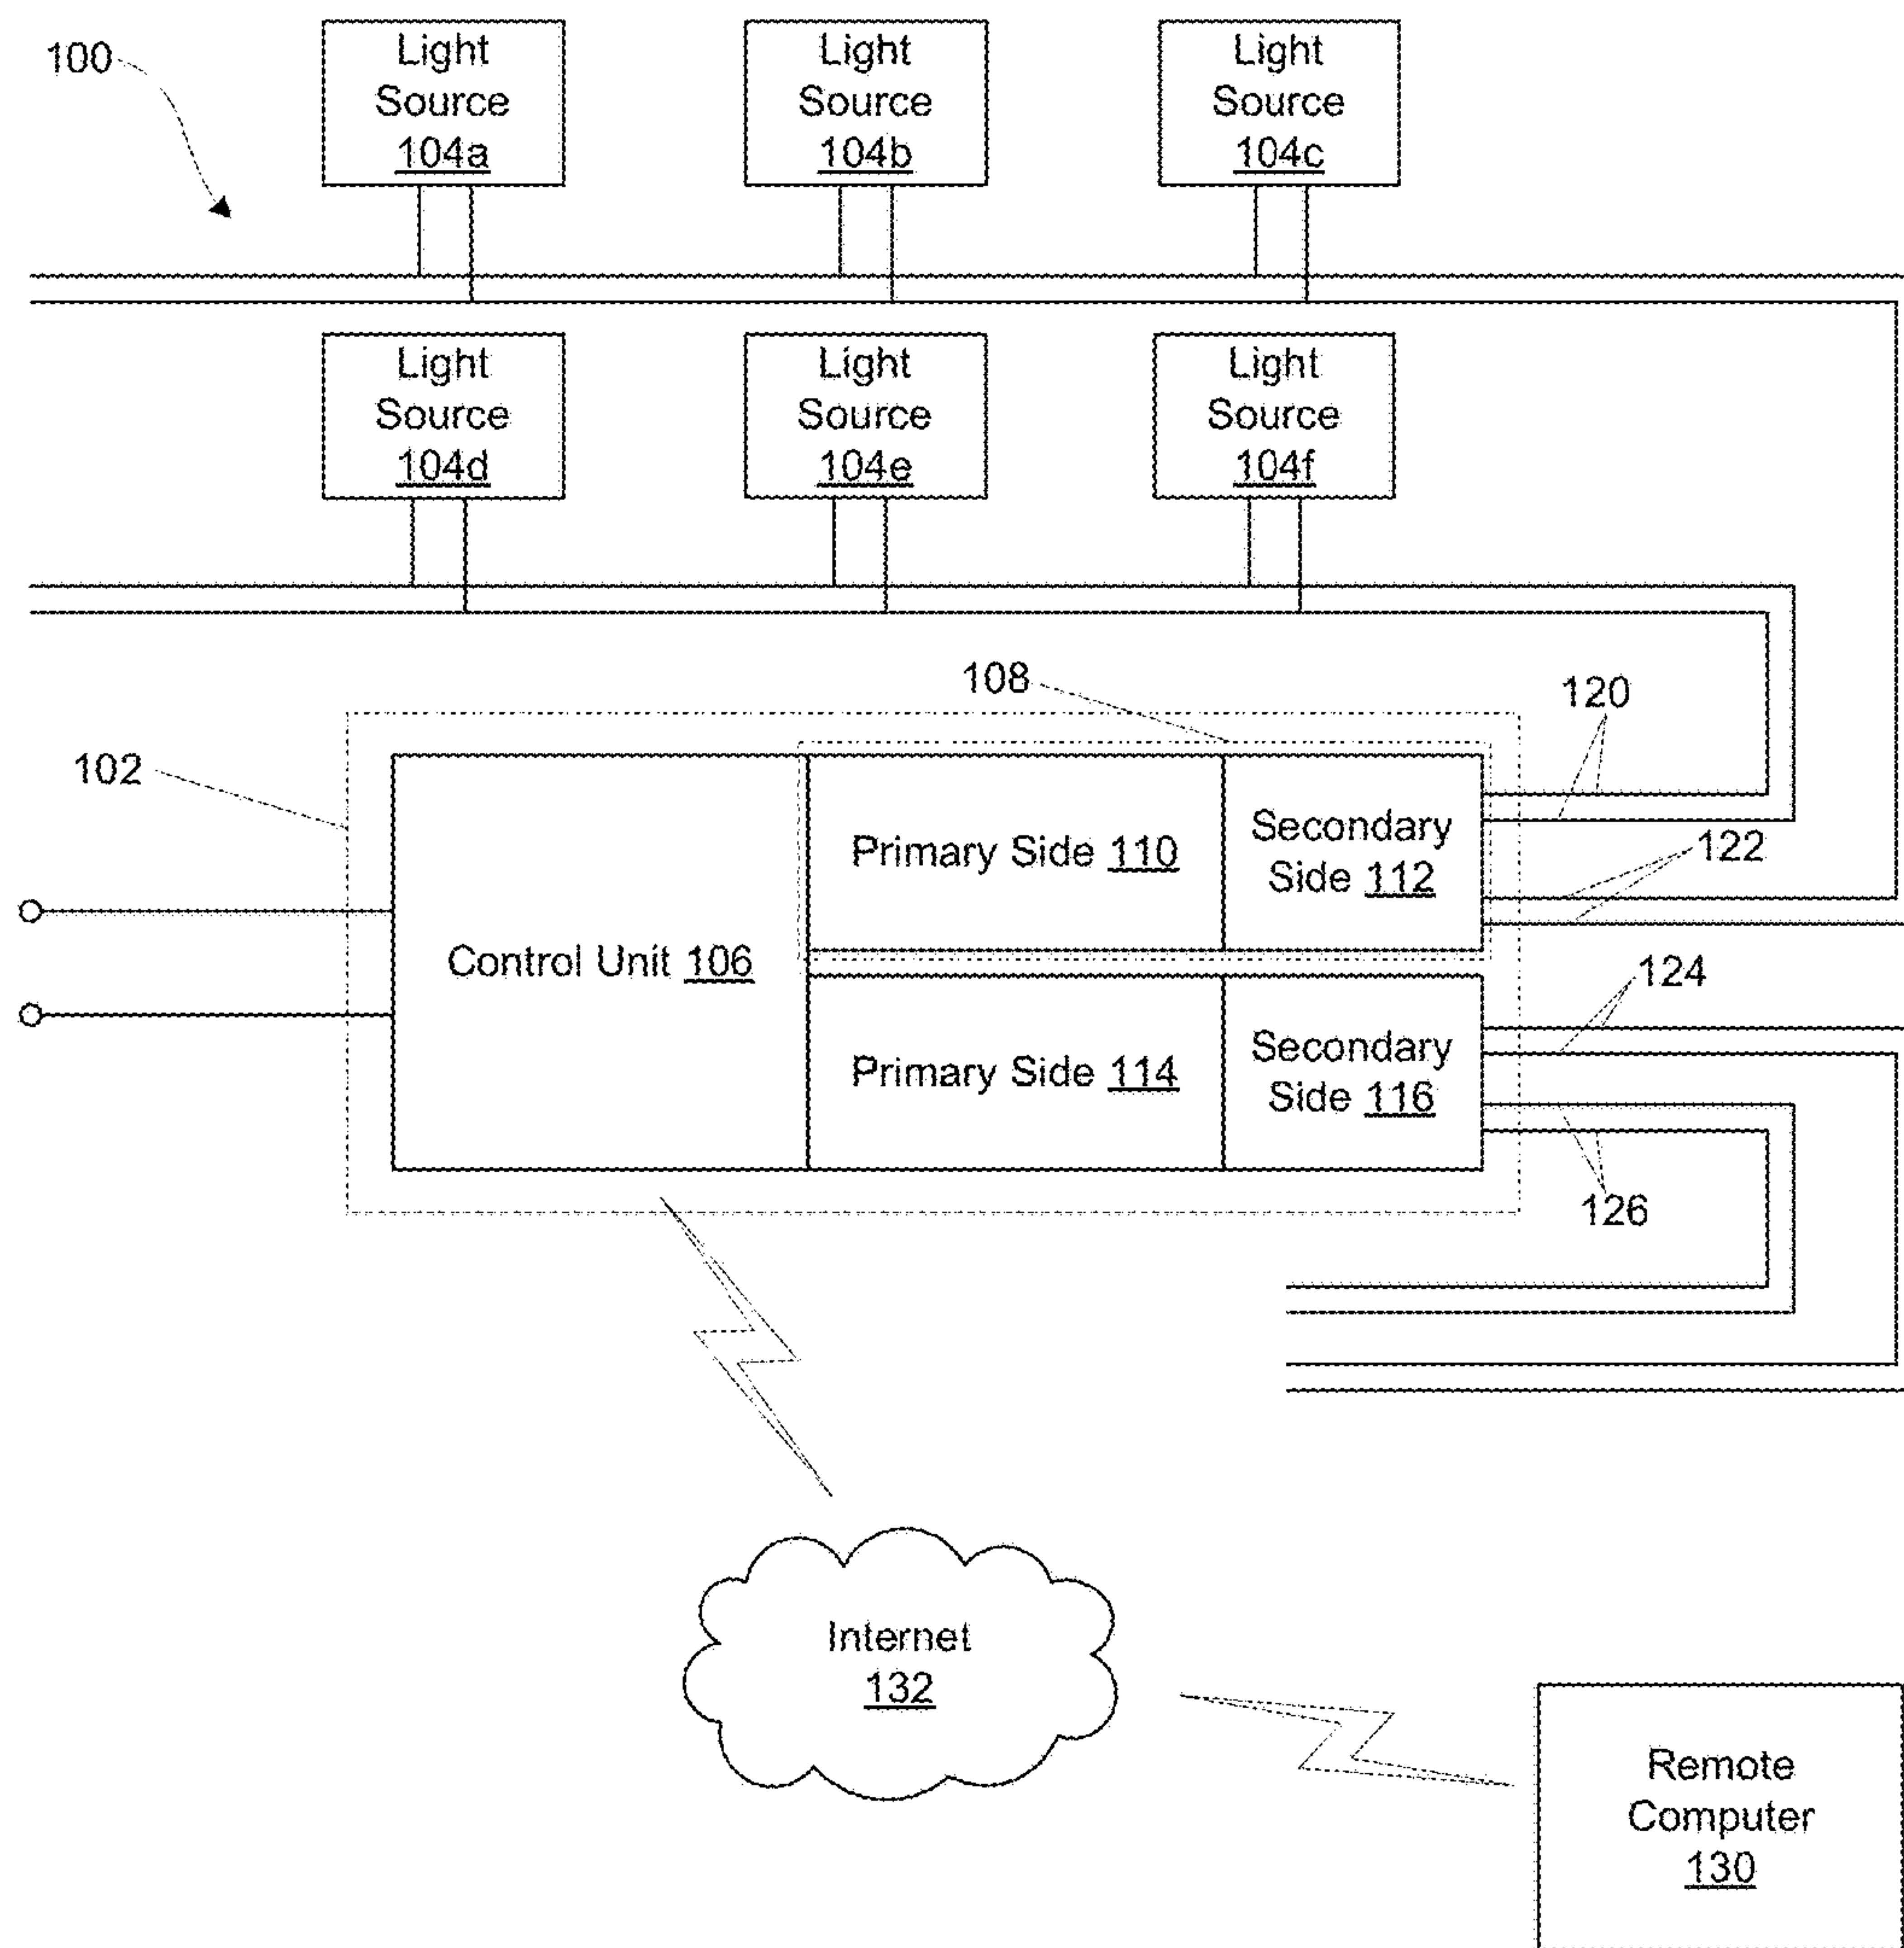 100
Light
Source
104a
Light
Source
104b
Light
Source
104c
Light
Source
104d
Light
Source
104e
Light
Source
104f
108
120
102
Primary Side 110
Secondary
Side 112
122
Control Unit 106
124
Primary Side 114
Secondary
Side 116
126
Internet
132
Remote
Computer
130